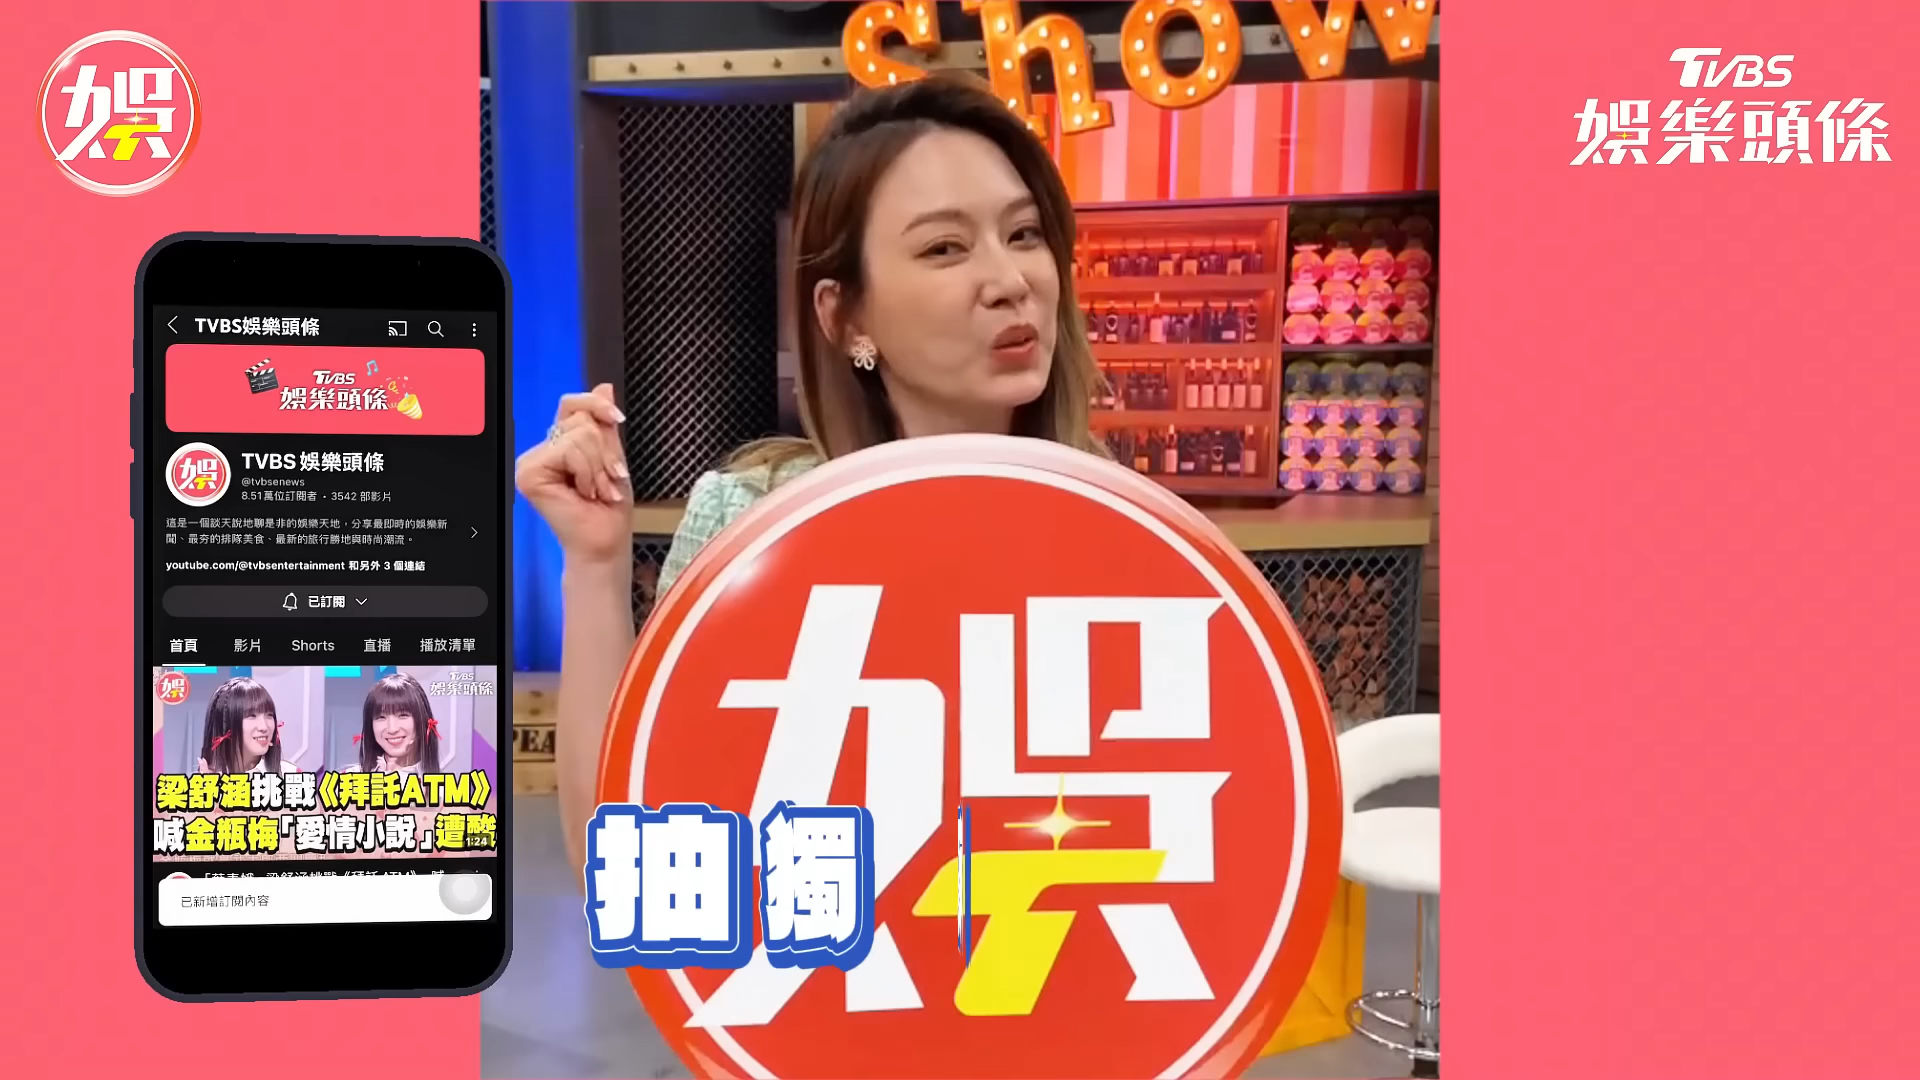 娛
TVBS
娛樂頭條
show
TVBS娛樂頭條
TVBS
娛樂頭條
娛
TVBS 娛樂頭條
@tvbsenews
8.51萬位訂閱者・3542 部影片
這是一個談天說地聊是非的娛樂天地，分享最即時的娛樂新
聞、最夯的排隊美食、最新的旅行勝地與時尚潮流。
youtube.com/@tvbsentertainment 和另外 3 個連結
已訂閱
首頁 影片 Shorts 直播 播放清單
娛
TVBS
娛樂頭條
梁舒涵挑戰《拜託ATM》
喊金瓶梅「愛情小說」遭酸
1:24
已新增訂閱內容
娛
抽獨
PEA